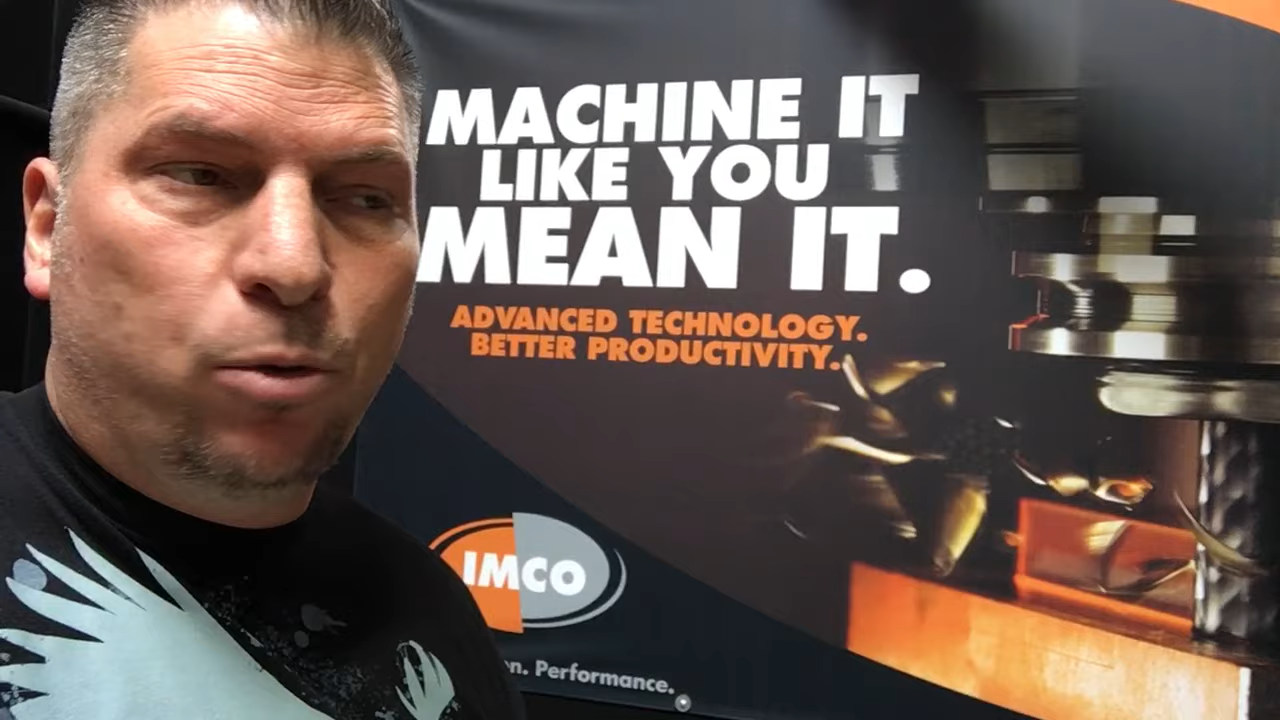 MACHINE IT
LIKE YOU
MEAN IT.
ADVANCED TECHNOLOGY.
BETTER PRODUCTIVITY.
IMCO
Performance.